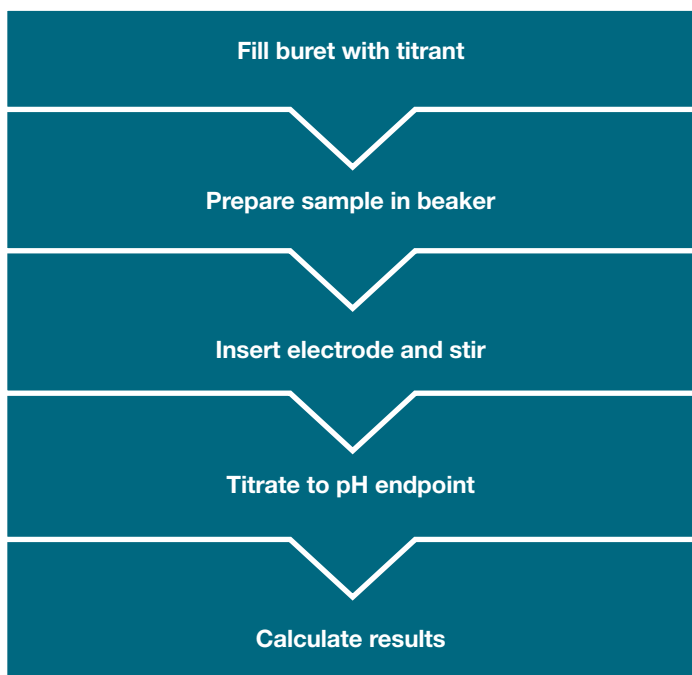 Fill buret with titrant
Prepare sample in beaker
Insert electrode and stir
Titrate to pH endpoint
Calculate results